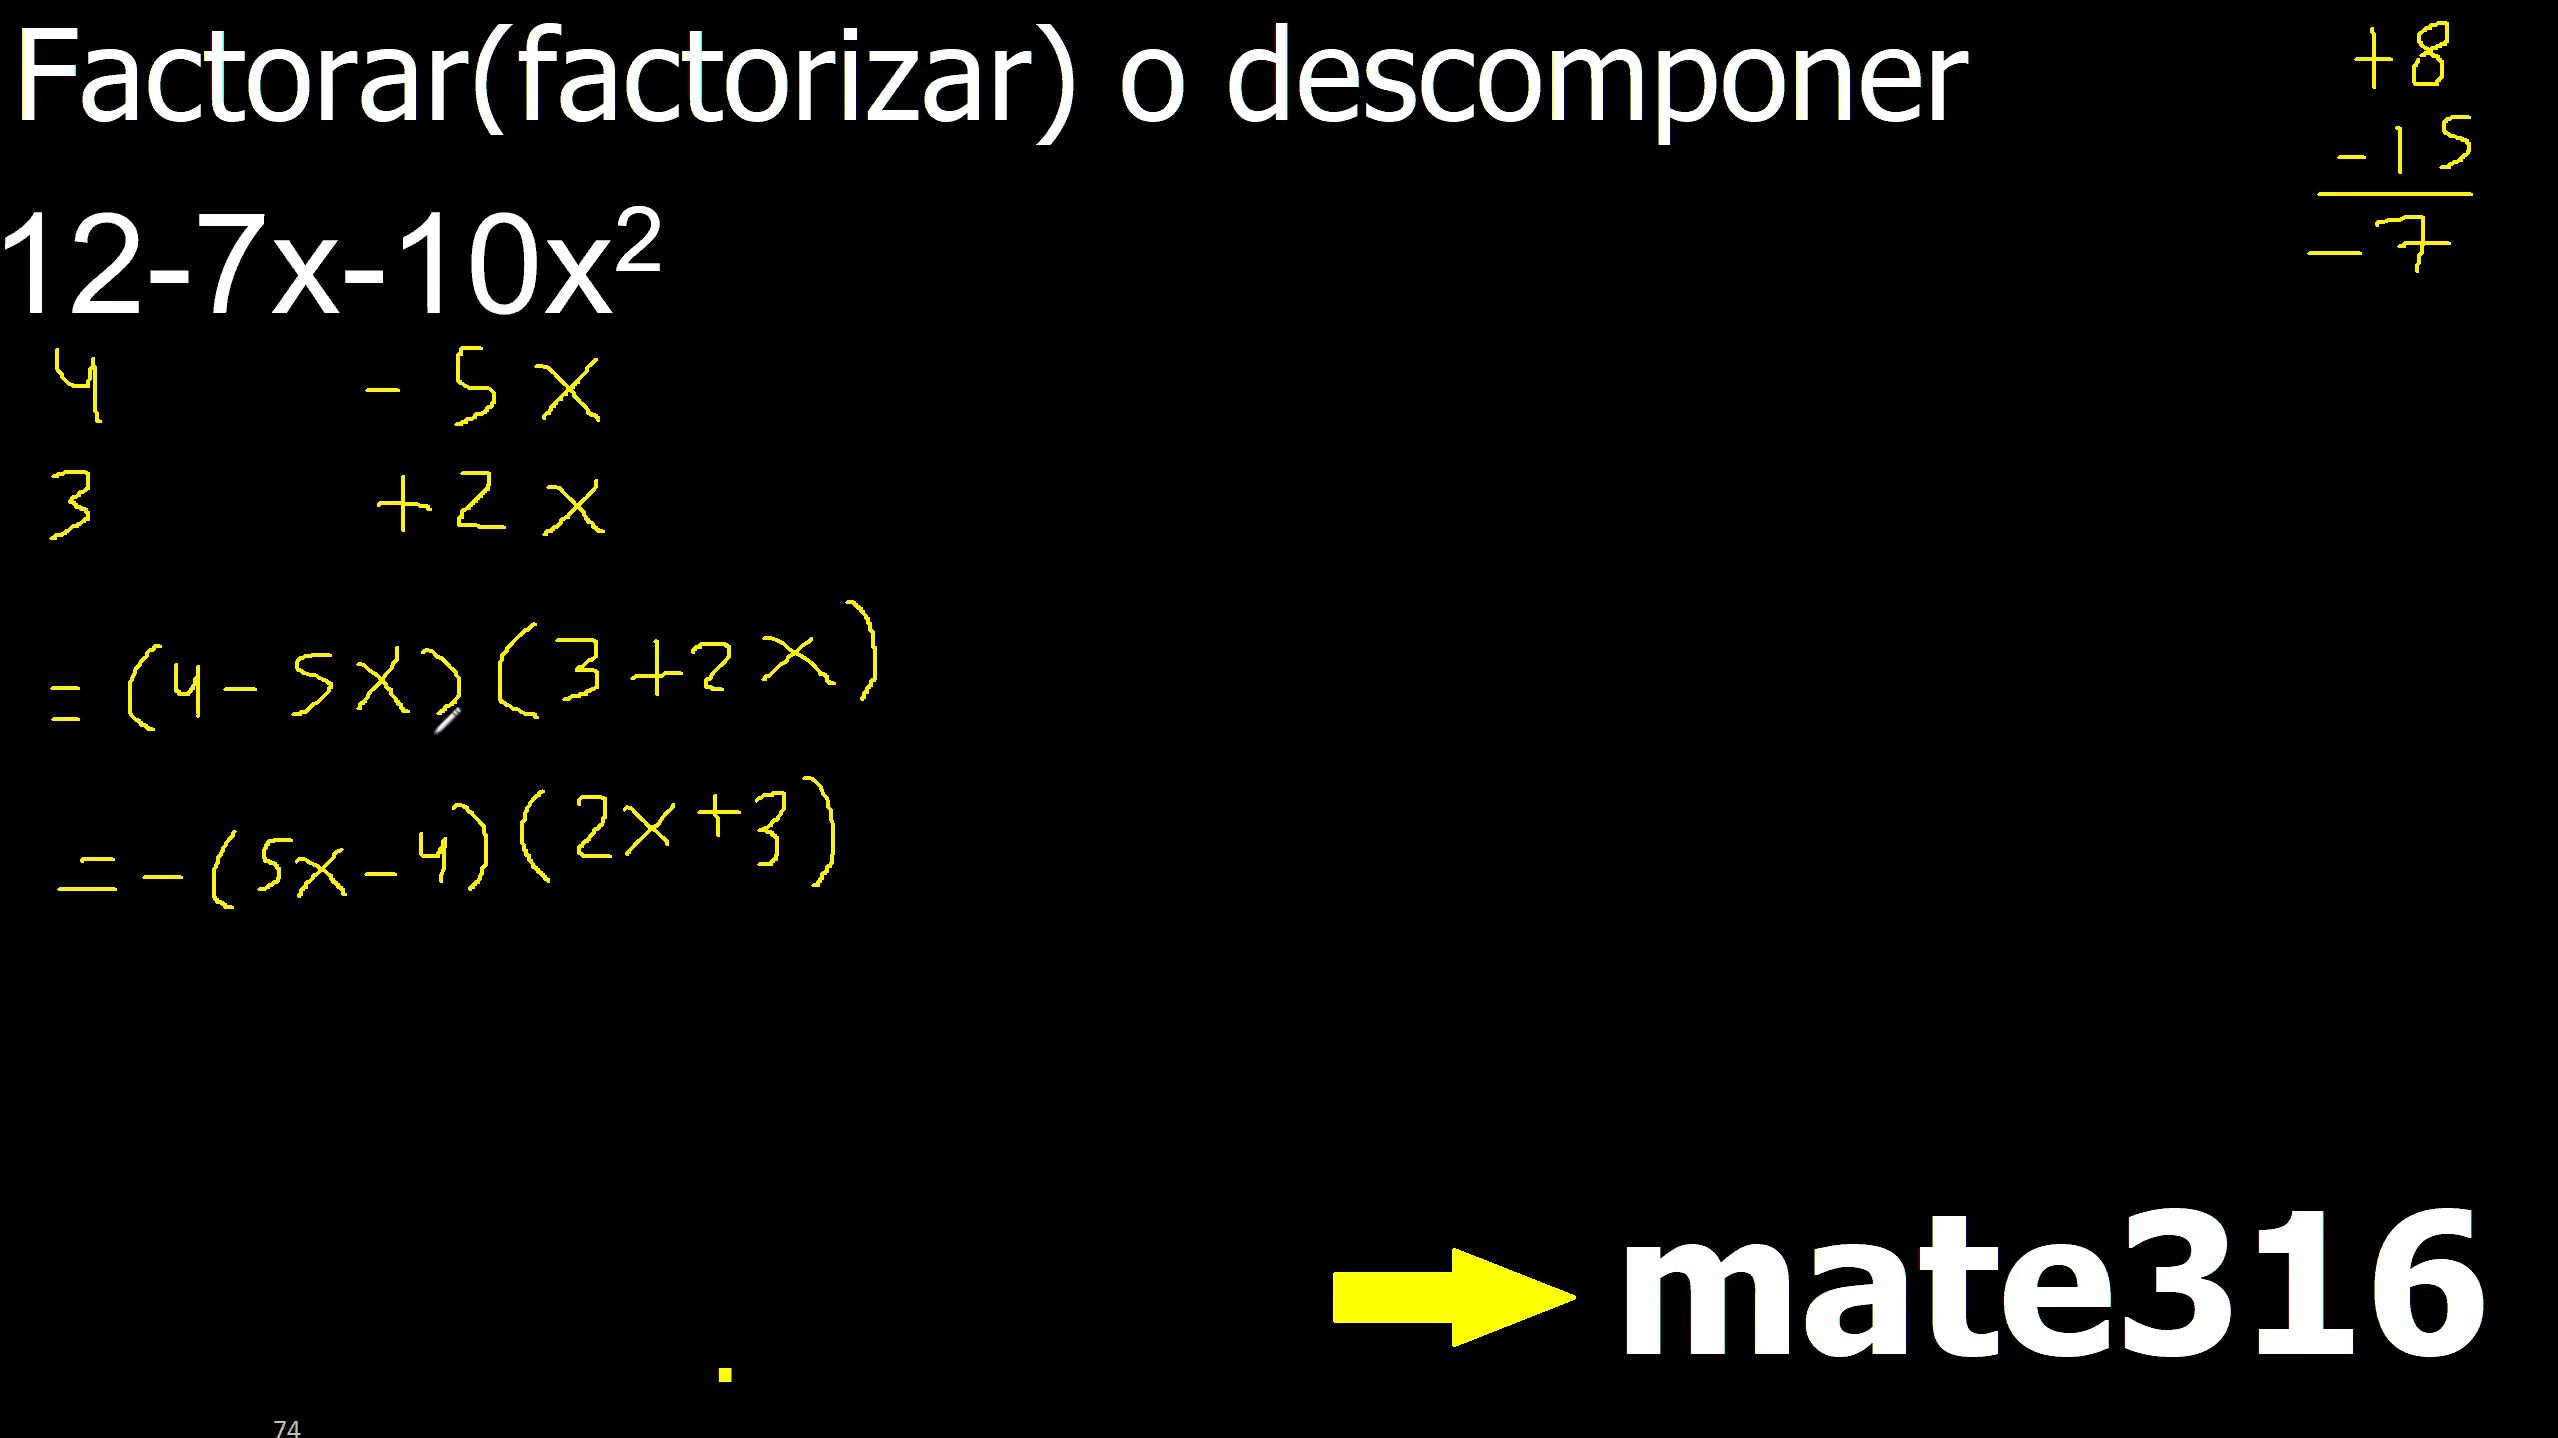 Factorar(factorizar) o descomponer
+8
-15
-7
12-7x-10x²
4 - 5x
3 +2x
= (4 - 5x) (3+2x)
= - (5x - 4) (2x+3)
mate316
74